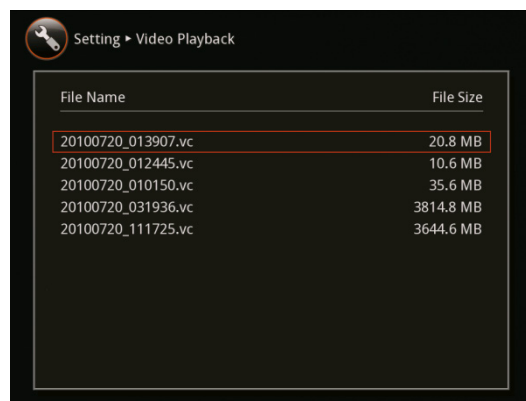 Setting ▸ Video Playback
File Name File Size
20100720_013907.vc 20.8 MB
20100720_012445.vc 10.6 MB
20100720_010150.vc 35.6 MB
20100720_031936.vc 3814.8 MB
20100720_111725.vc 3644.6 MB